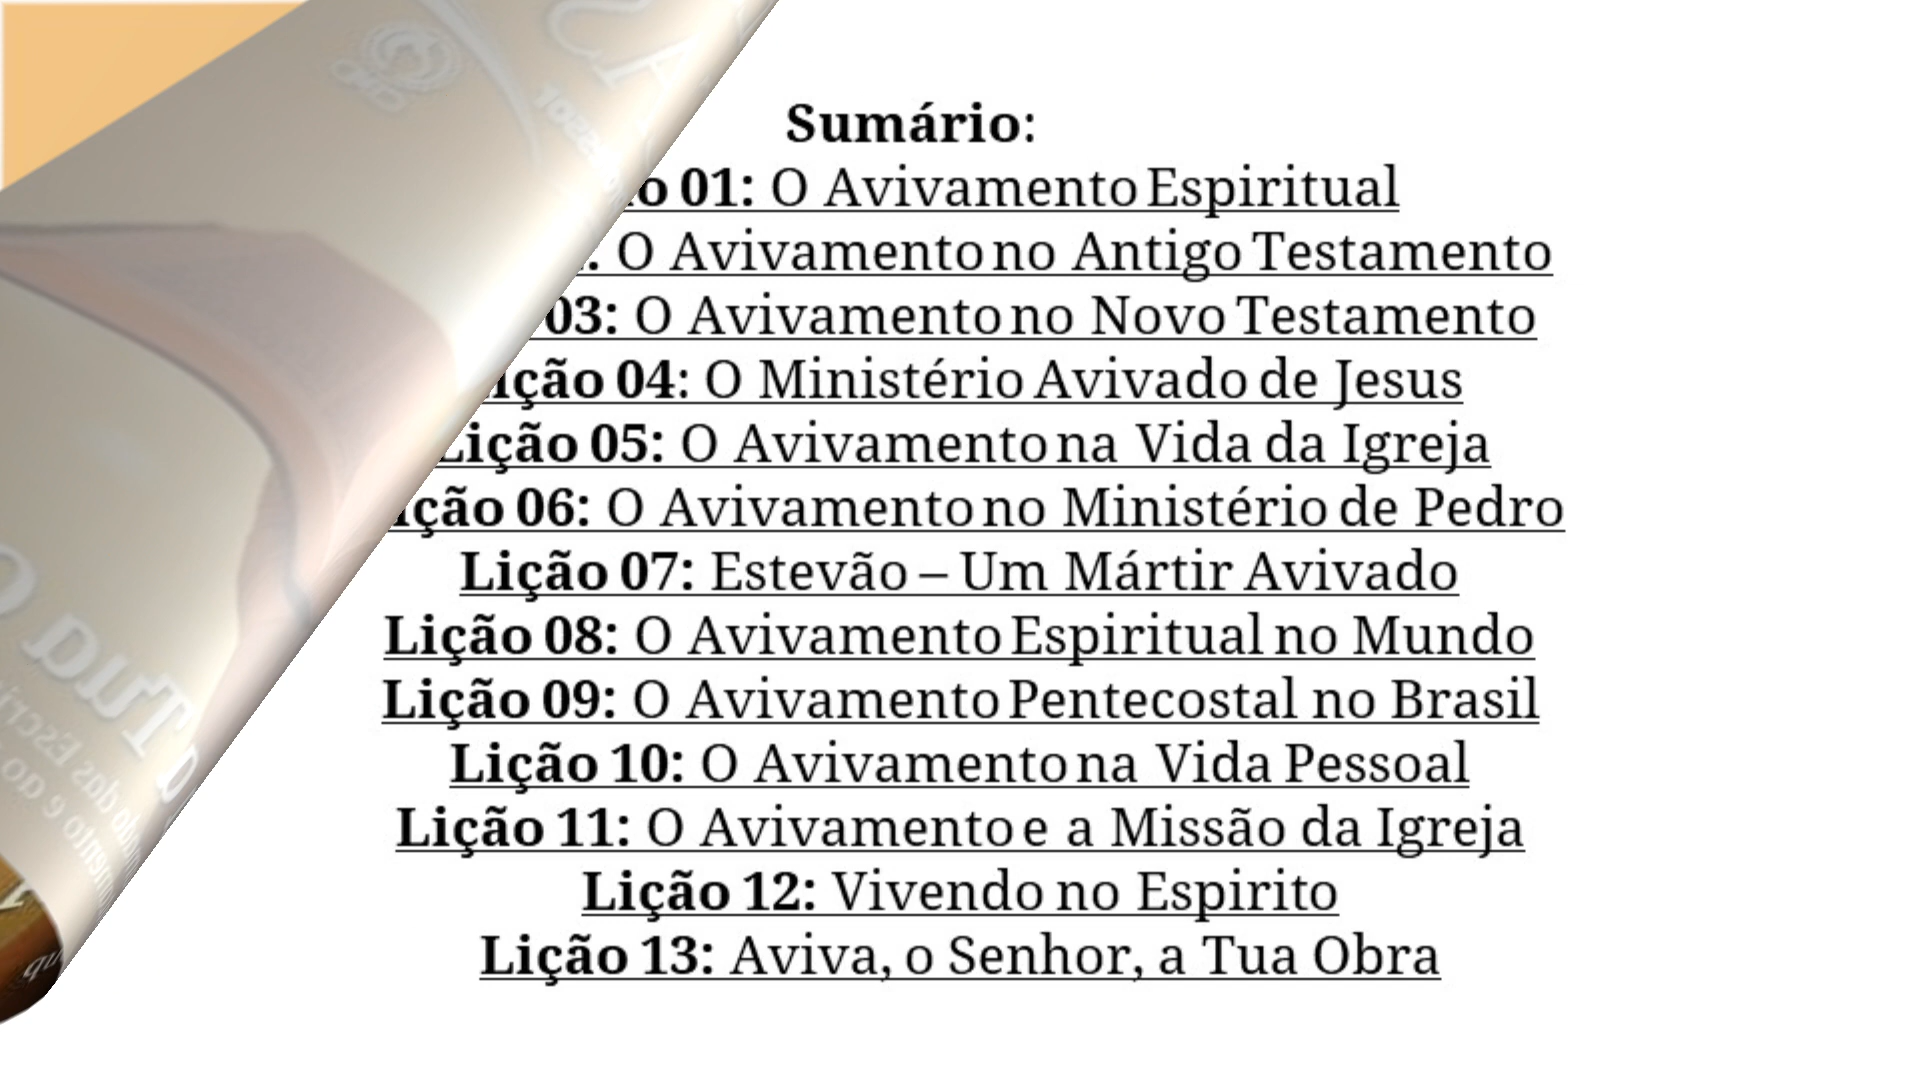 Sumário:
01: O Avivamento Espiritual
O Avivamento no Antigo Testamento
03: O Avivamento no Novo Testamento
04: O Ministério Avivado de Jesus
Lição 05: O Avivamento na Vida da Igreja
06: O Avivamento no Ministério de Pedro
Lição 07: Estevão – Um Mártir Avivado
Lição 08: O Avivamento Espiritual no Mundo
Lição 09: O Avivamento Pentecostal no Brasil
Lição 10: O Avivamento na Vida Pessoal
Lição 11: O Avivamento e a Missão da Igreja
Lição 12: Vivendo no Espirito
Lição 13: Aviva, o Senhor, a Tua Obra
Tua